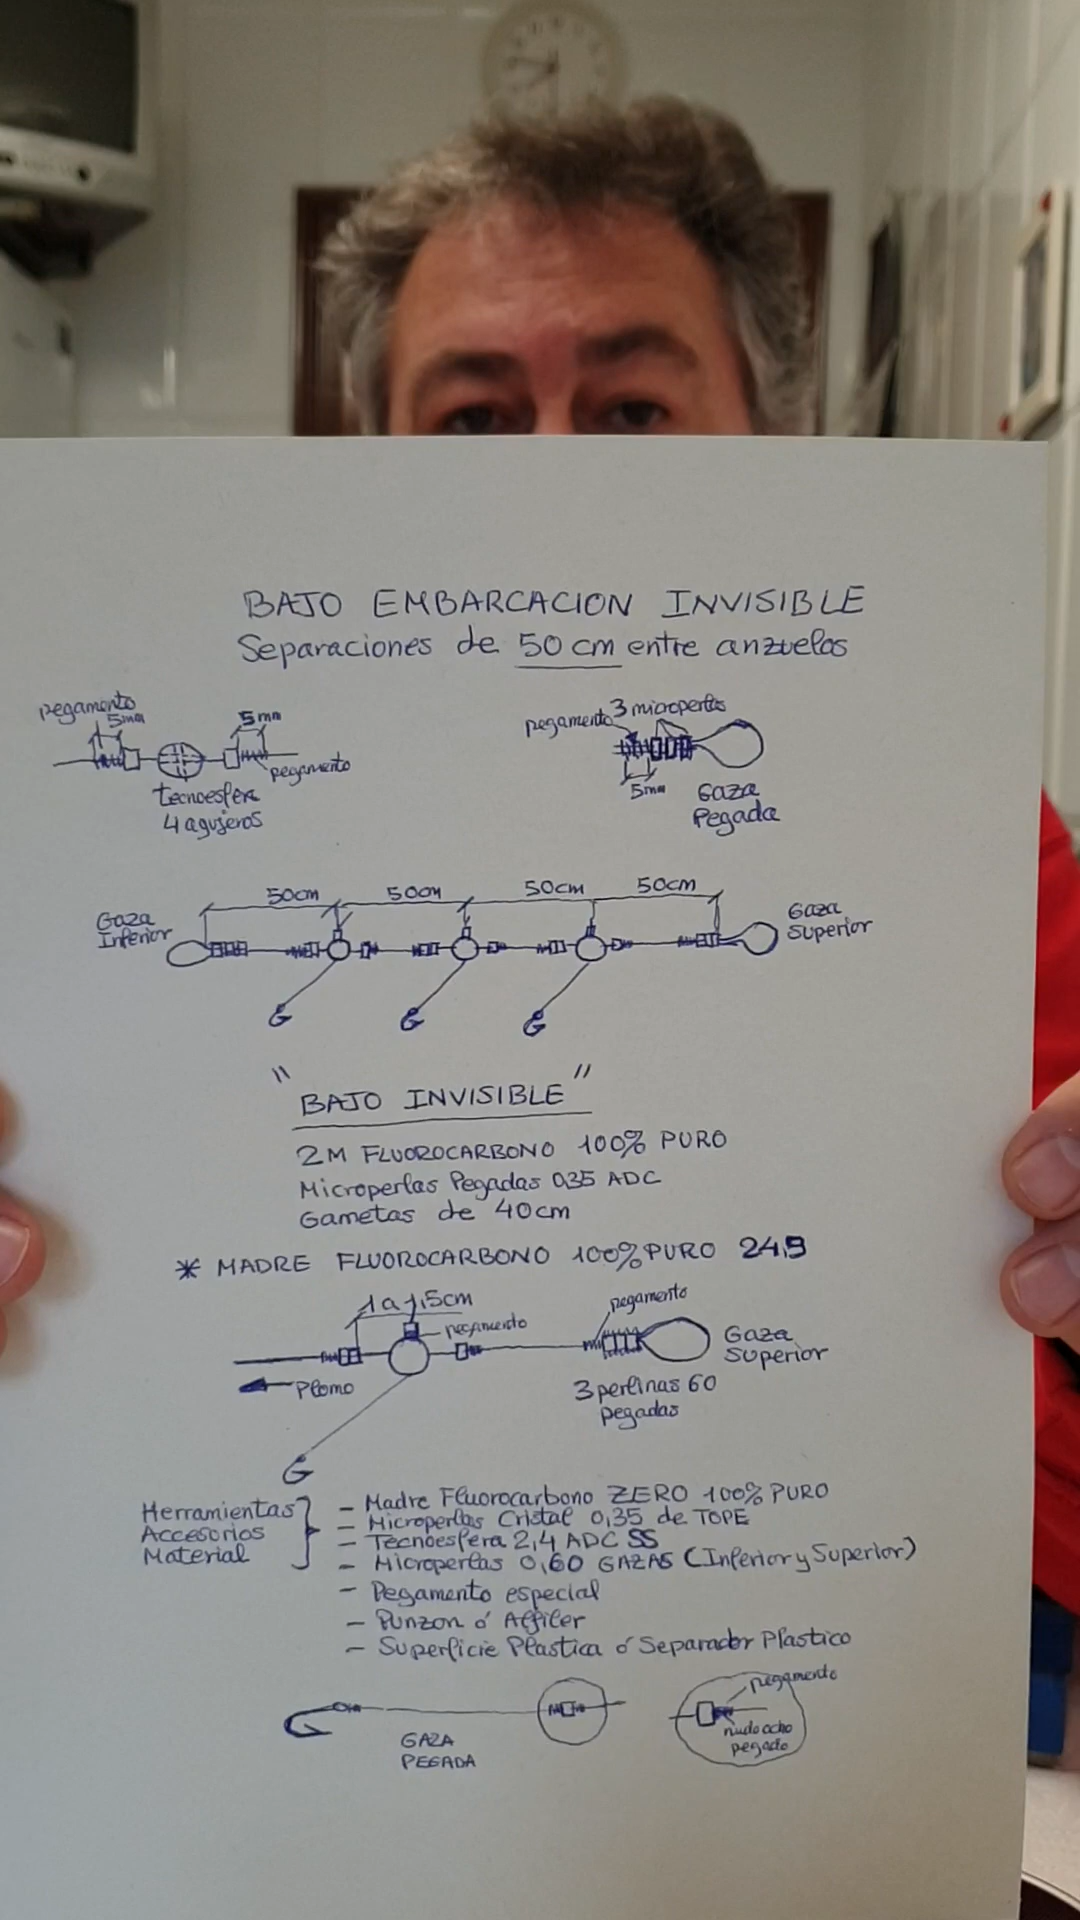 BAJO EMBARCACION INVISIBLE
Separaciones de 50 cm entre anzuelos
pegamento
5mm
5mm
pegamento
tecnoesfera
4 agujeros
pegamento 3 microperlas
5mm
Gaza
Pegada
50cm 50cm 50cm 50cm
Gaza
Inferior
Gaza
Superior
"BAJO INVISIBLE"
2M FLUOROCARBONO 100% PURO
Microperlas Pegadas 035 ADC
Gametas de 40cm
* MADRE FLUOROCARBONO 100% PURO 24,9
1 a 1,5cm
pegamento
pegamento
Plomo
Gaza
Superior
3 perlinas 60
pegadas
Herramientas
Accesorios
Material
- Madre Fluorocarbono ZERO 100% PURO
- Microperlas Cristal 0,35 de TOPE
- Tecnoesfera 2,4 ADC SS
- Microperlas 0,60 GAZAS (Inferior y Superior)
- Pegamento especial
- Punzon ó Alfiler
- Superficie Plastica ó Separador Plastico
GAZA
PEGADA
pegamento
nudo ocho
pegado